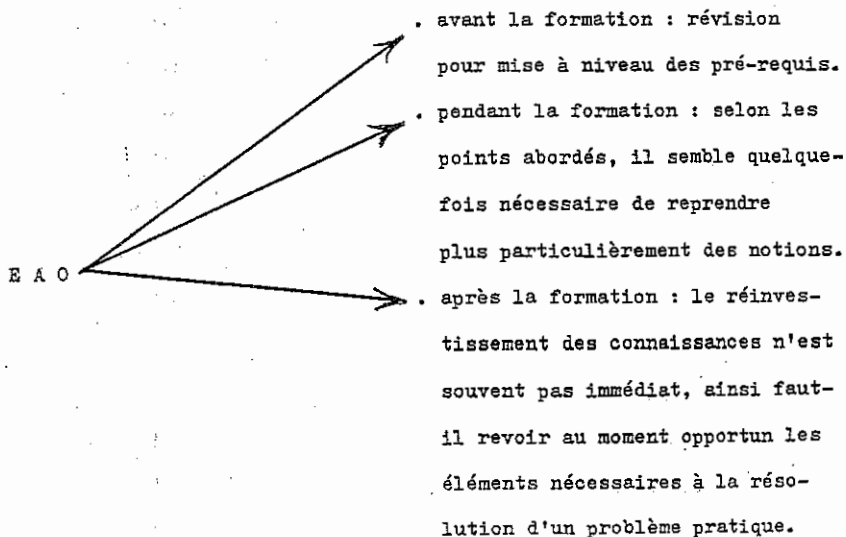 . avant la formation : révision
pour mise à niveau des pré-requis.
. pendant la formation : selon les
points abordés, il semble quelque-
fois nécessaire de reprendre
plus particulièrement des notions.
E A O
. après la formation : le réinves-
tissement des connaissances n'est
souvent pas immédiat, ainsi faut-
il revoir au moment opportun les
éléments nécessaires à la réso-
lution d'un problème pratique.